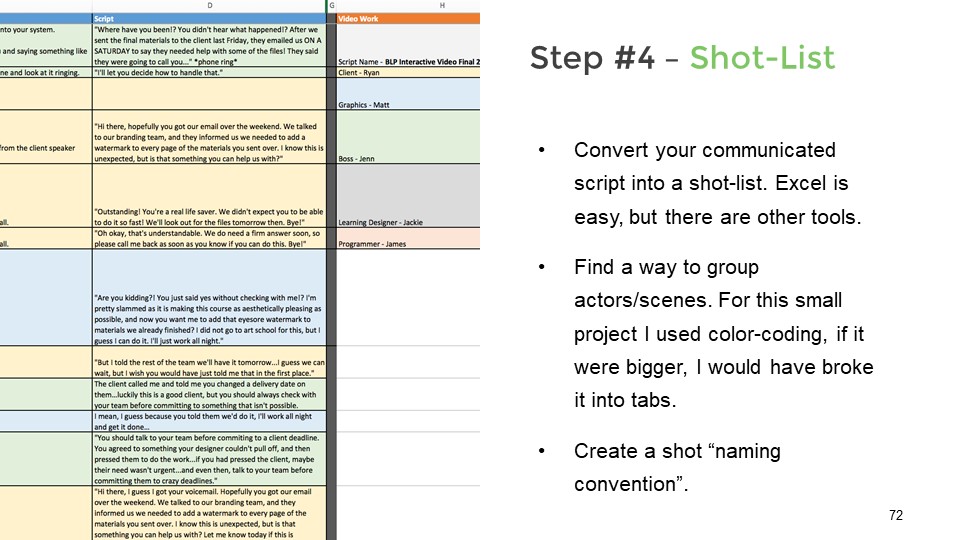 D
G
H
Script
Video Work
nto your system.
and saying something like
"Where have you been!? You didn't hear what happened!? After we
sent the final materials to the client last Friday, they emailed us ON A
SATURDAY to say they needed help with some of the files! They said
they were going to call you..." *phone ring*
Script Name - BLP Interactive Video Final 2
ne and look at it ringing.
"I'll let you decide how to handle that."
Client - Ryan
Graphics - Matt
from the client speaker
"Hi there, hopefully you got our email over the weekend. We talked
to our branding team, and they informed us we needed to add a
watermark to every page of the materials you sent over. I know this is
unexpected, but is that something you can help us with?"
Boss - Jenn
all.
"Outstanding! You're a real life saver. We didn't expect you to be able
to do it so fast! We'll look out for the files tomorrow then. Bye!"
Learning Designer - Jackie
all.
"Oh okay, that's understandable. We do need a firm answer soon, so
please call me back as soon as you know if you can do this. Bye!"
Programmer - James
"Are you kidding?! You just said yes without checking with me!? I'm
pretty slammed as it is making this course as aesthetically pleasing as
possible, and now you want me to add that eyesore watermark to
materials we already finished? I did not go to art school for this, but I
guess I can do it. I'll just work all night."
"But I told the rest of the team we'll have it tomorrow...I guess we can
wait, but I wish you would have just told me that in the first place."
The client called me and told me you changed a delivery date on
them...luckily this is a good client, but you should always check with
your team before committing to something that isn't possible.
I mean, I guess because you told them we'd do it, I'll work all night
and get it done...
"You should talk to your team before commiting to a client deadline.
You agreed to something your designer couldn't pull off, and then
pressed them to do the work...if you had pressed the client, maybe
their need wasn't urgent...and even then, talk to your team before
committing them to crazy deadlines."
"Hi there, I guess I got your voicemail. Hopefully you got our email
over the weekend. We talked to our branding team, and they
informed us we needed to add a watermark to every page of the
materials you sent over. I know this is unexpected, but is that
something you can help us with? Let me know today if this is
Step #4 – Shot-List
• Convert your communicated
script into a shot-list. Excel is
easy, but there are other tools.
• Find a way to group
actors/scenes. For this small
project I used color-coding, if it
were bigger, I would have broke
it into tabs.
• Create a shot “naming
convention”.
72